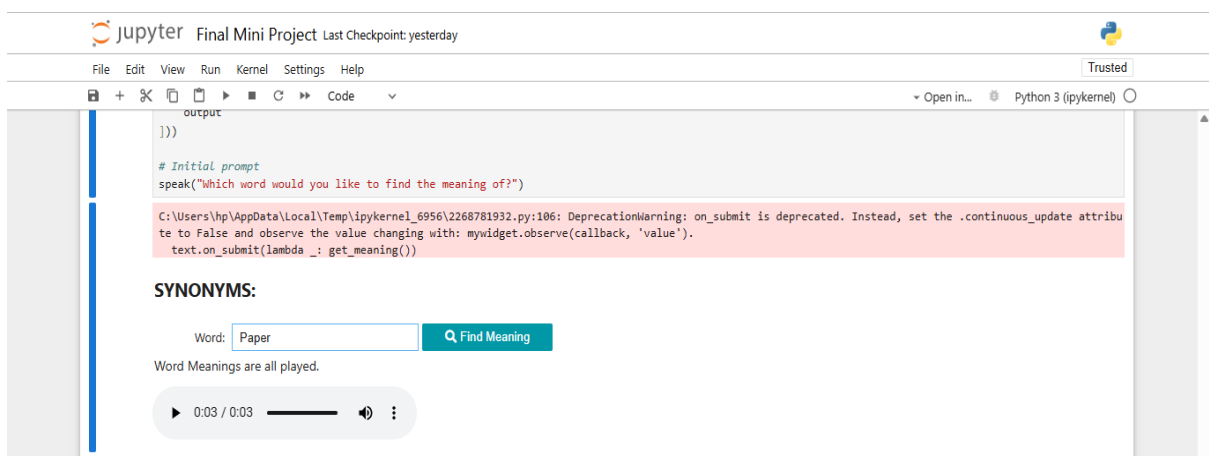 jupyter Final Mini Project Last Checkpoint: yesterday
File Edit View Run Kernel Settings Help Trusted
Code Open in... Python 3 (ipykernel)
output
]))
# Initial prompt
speak("Which word would you like to find the meaning of?")
C:\Users\hp\AppData\Local\Temp\ipykernel_6956\2268781932.py:106: DeprecationWarning: on_submit is deprecated. Instead, set the .continuous_update attribu
te to False and observe the value changing with: mywidget.observe(callback, 'value').
text.on_submit(lambda _: get_meaning())
SYNONYMS:
Word: Paper Find Meaning
Word Meanings are all played.
0:03 / 0:03